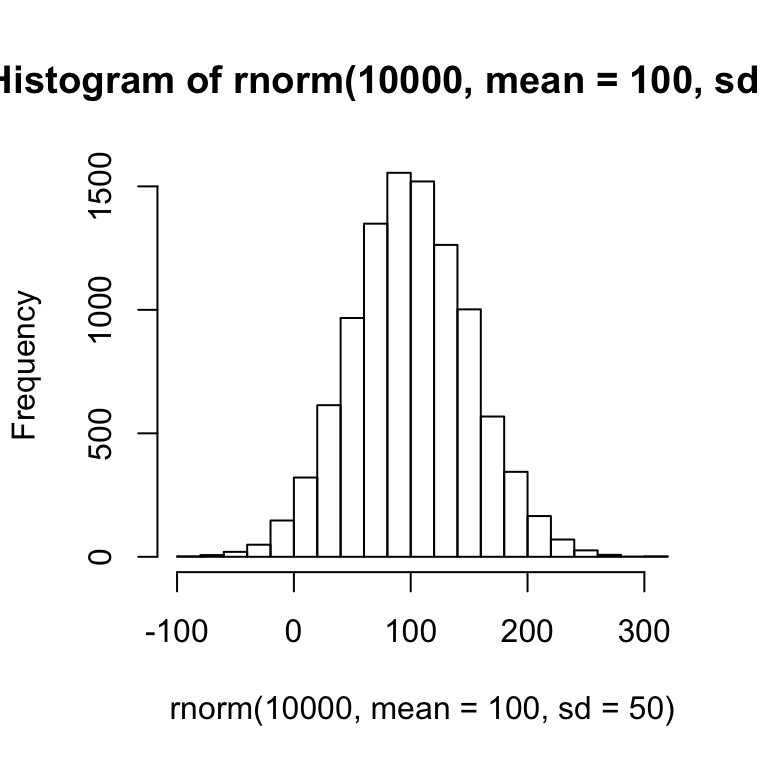 Histogram of rnorm(10000, mean = 100, sd
Frequency
1500
1000
500
0
-100 0 100 200 300
rnorm(10000, mean = 100, sd = 50)